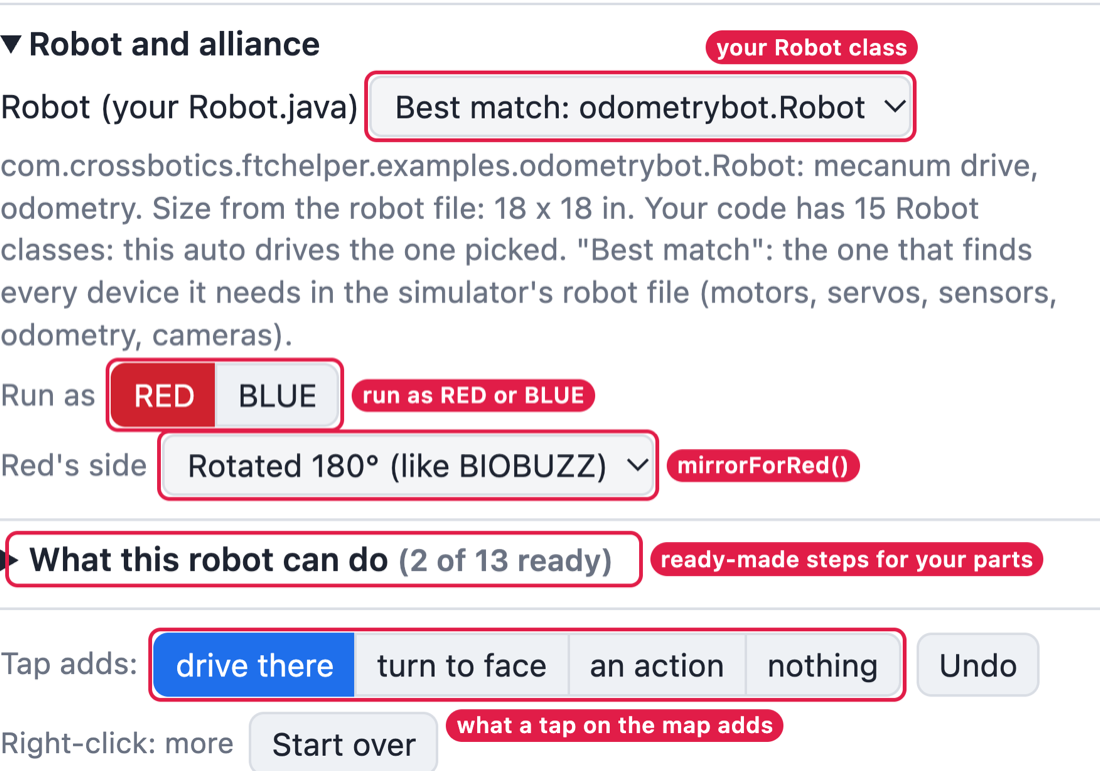 ▼ Robot and alliance
your Robot class
Robot (your Robot.java) Best match: odometrybot.Robot
com.crossbotics.ftchelper.examples.odometrybot.Robot: mecanum drive,
odometry. Size from the robot file: 18 x 18 in. Your code has 15 Robot
classes: this auto drives the one picked. "Best match": the one that finds
every device it needs in the simulator's robot file (motors, servos, sensors,
odometry, cameras).
Run as RED BLUE run as RED or BLUE
Red's side Rotated 180° (like BIOBUZZ) mirrorForRed()
What this robot can do (2 of 13 ready) ready-made steps for your parts
Tap adds: drive there turn to face an action nothing Undo
what a tap on the map adds
Right-click: more Start over